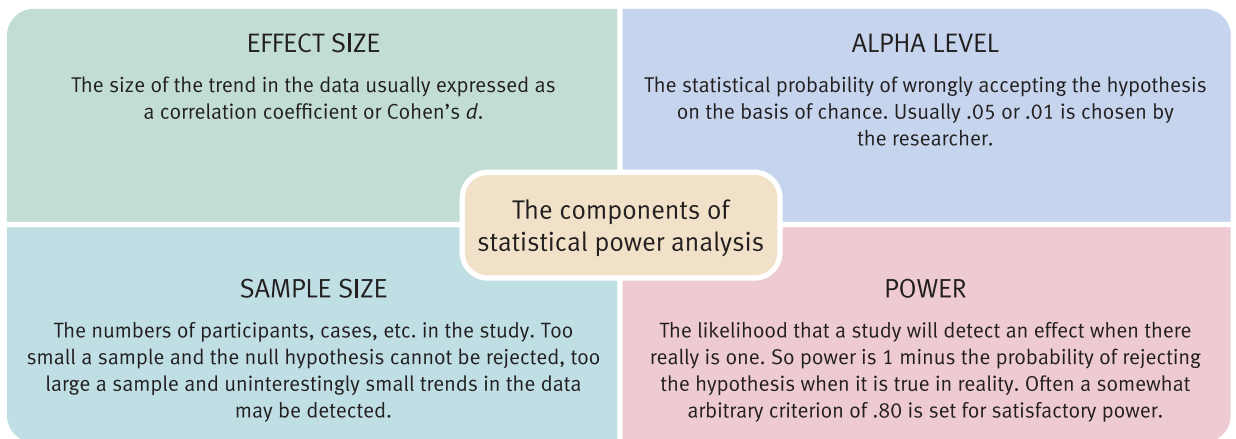 EFFECT SIZE
The size of the trend in the data usually expressed as
a correlation coefficient or Cohen's d.
ALPHA LEVEL
The statistical probability of wrongly accepting the hypothesis
on the basis of chance. Usually .05 or .01 is chosen by
the researcher.
The components of
statistical power analysis
SAMPLE SIZE
The numbers of participants, cases, etc. in the study. Too
small a sample and the null hypothesis cannot be rejected, too
large a sample and uninterestingly small trends in the data
may be detected.
POWER
The likelihood that a study will detect an effect when there
really is one. So power is 1 minus the probability of rejecting
the hypothesis when it is true in reality. Often a somewhat
arbitrary criterion of .80 is set for satisfactory power.